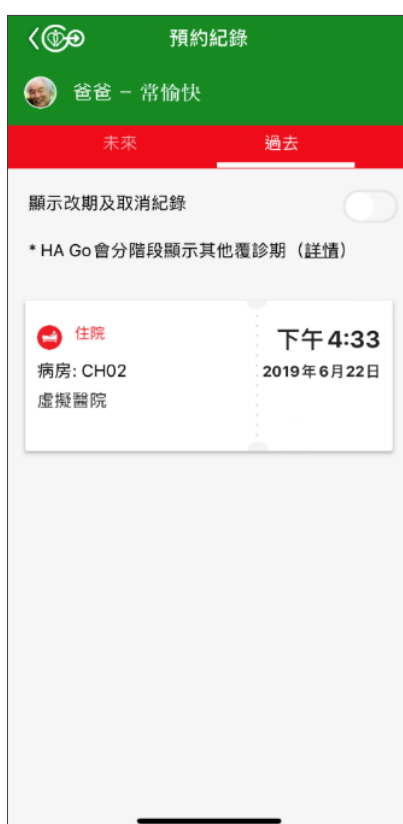 預約紀錄
爸爸 - 常愉快
未來
過去
顯示改期及取消紀錄
* HA Go會分階段顯示其他覆診期（詳情）
住院
下午4:33
病房: CH02
2019年6月22日
虛擬醫院